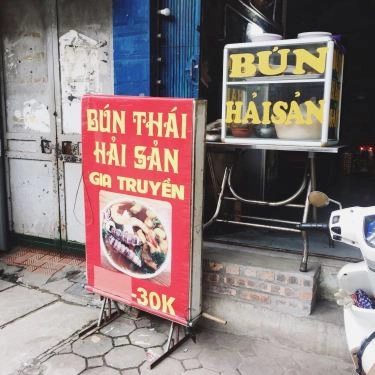 BÚN THÁI
HẢI SẢN
GIA TRUYỀN
-30K
BÚN
HẢI SẢN